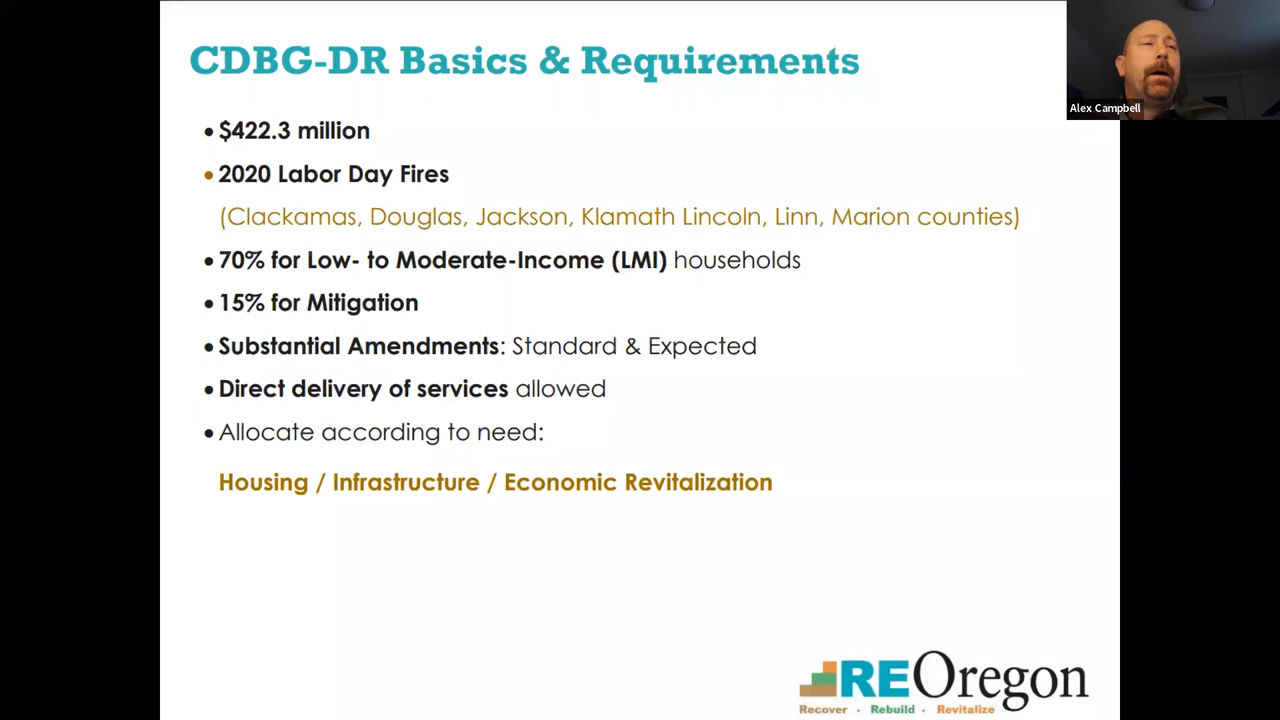 CDBG-DR Basics & Requirements
Alex Campbell
• $422.3 million
• 2020 Labor Day Fires
(Clackamas, Douglas, Jackson, Klamath Lincoln, Linn, Marion counties)
• 70% for Low- to Moderate-Income (LMI) households
• 15% for Mitigation
• Substantial Amendments: Standard & Expected
• Direct delivery of services allowed
• Allocate according to need:
Housing / Infrastructure / Economic Revitalization
REOregon
Recover · Rebuild · Revitalize